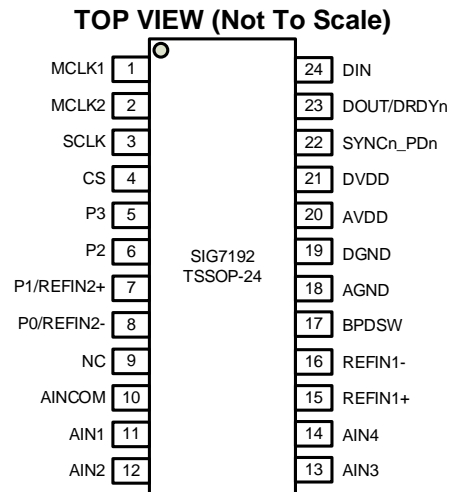 TOP VIEW (Not To Scale)
MCLK1 1 24 DIN
MCLK2 2 23 DOUT/DRDYn
SCLK 3 22 SYNCn_PDn
CS 4 21 DVDD
P3 5 20 AVDD
P2 6 19 DGND
SIG7192
TSSOP-24
P1/REFIN2+ 7 18 AGND
P0/REFIN2- 8 17 BPDSW
NC 9 16 REFIN1-
AINCOM 10 15 REFIN1+
AIN1 11 14 AIN4
AIN2 12 13 AIN3